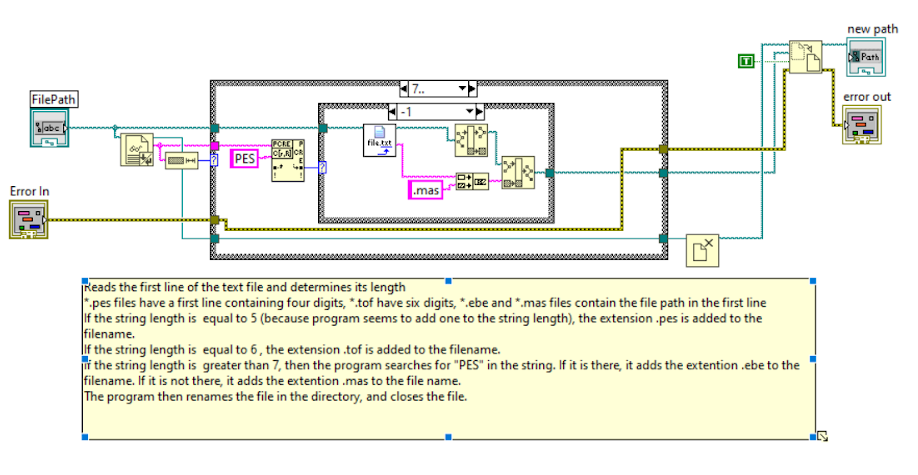 new path
Path
T
error out
7..
-1
FilePath
abc
file.txt
PCRE
PES
.mas
Error In
Reads the first line of the text file and determines its length
*.pes files have a first line containing four digits, *.tof have six digits, *.ebe and *.mas files contain the file path in the first line
If the string length is  equal to 5 (because program seems to add one to the string length), the extension .pes is added to the
filename.
If the string length is  equal to 6 , the extension .tof is added to the filename.
If the string length is  greater than 7, then the program searches for "PES" in the string. If it is there, it adds the extention .ebe to the
filename. If it is not there, it adds the extention .mas to the file name.
The program then renames the file in the directory, and closes the file.